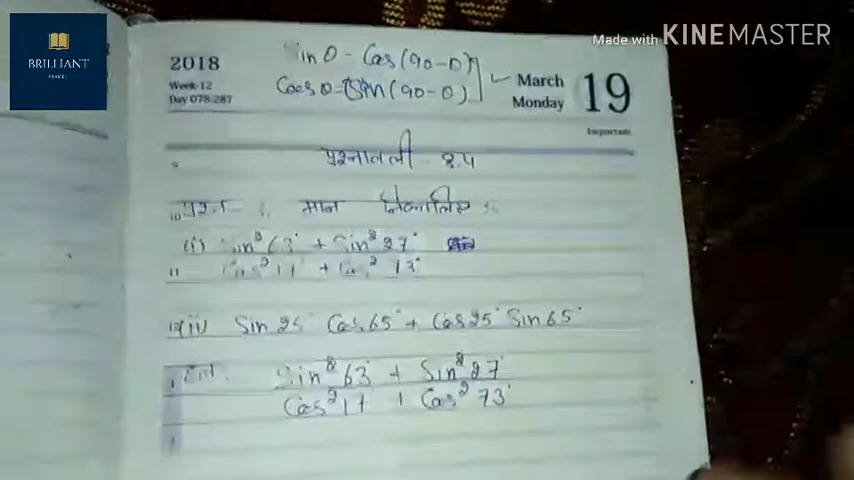 BRILLIANT
Made with KINEMASTER
2018
Week-12
Day 078-287
Sin θ - Cos(90-θ)
Cos θ = Sin(90-θ)
March
Monday
19
Important
प्रश्नावली - 8.4
प्रश्न - मान निकालिए
(i) Sin² 63° + Sin² 27°
Cos² 17° + Cos² 73°
(ii) Sin 25° Cos 65° + Cos 25° Sin 65°
Sin² 63° + Sin² 27°
Cos² 17 + Cos² 73°